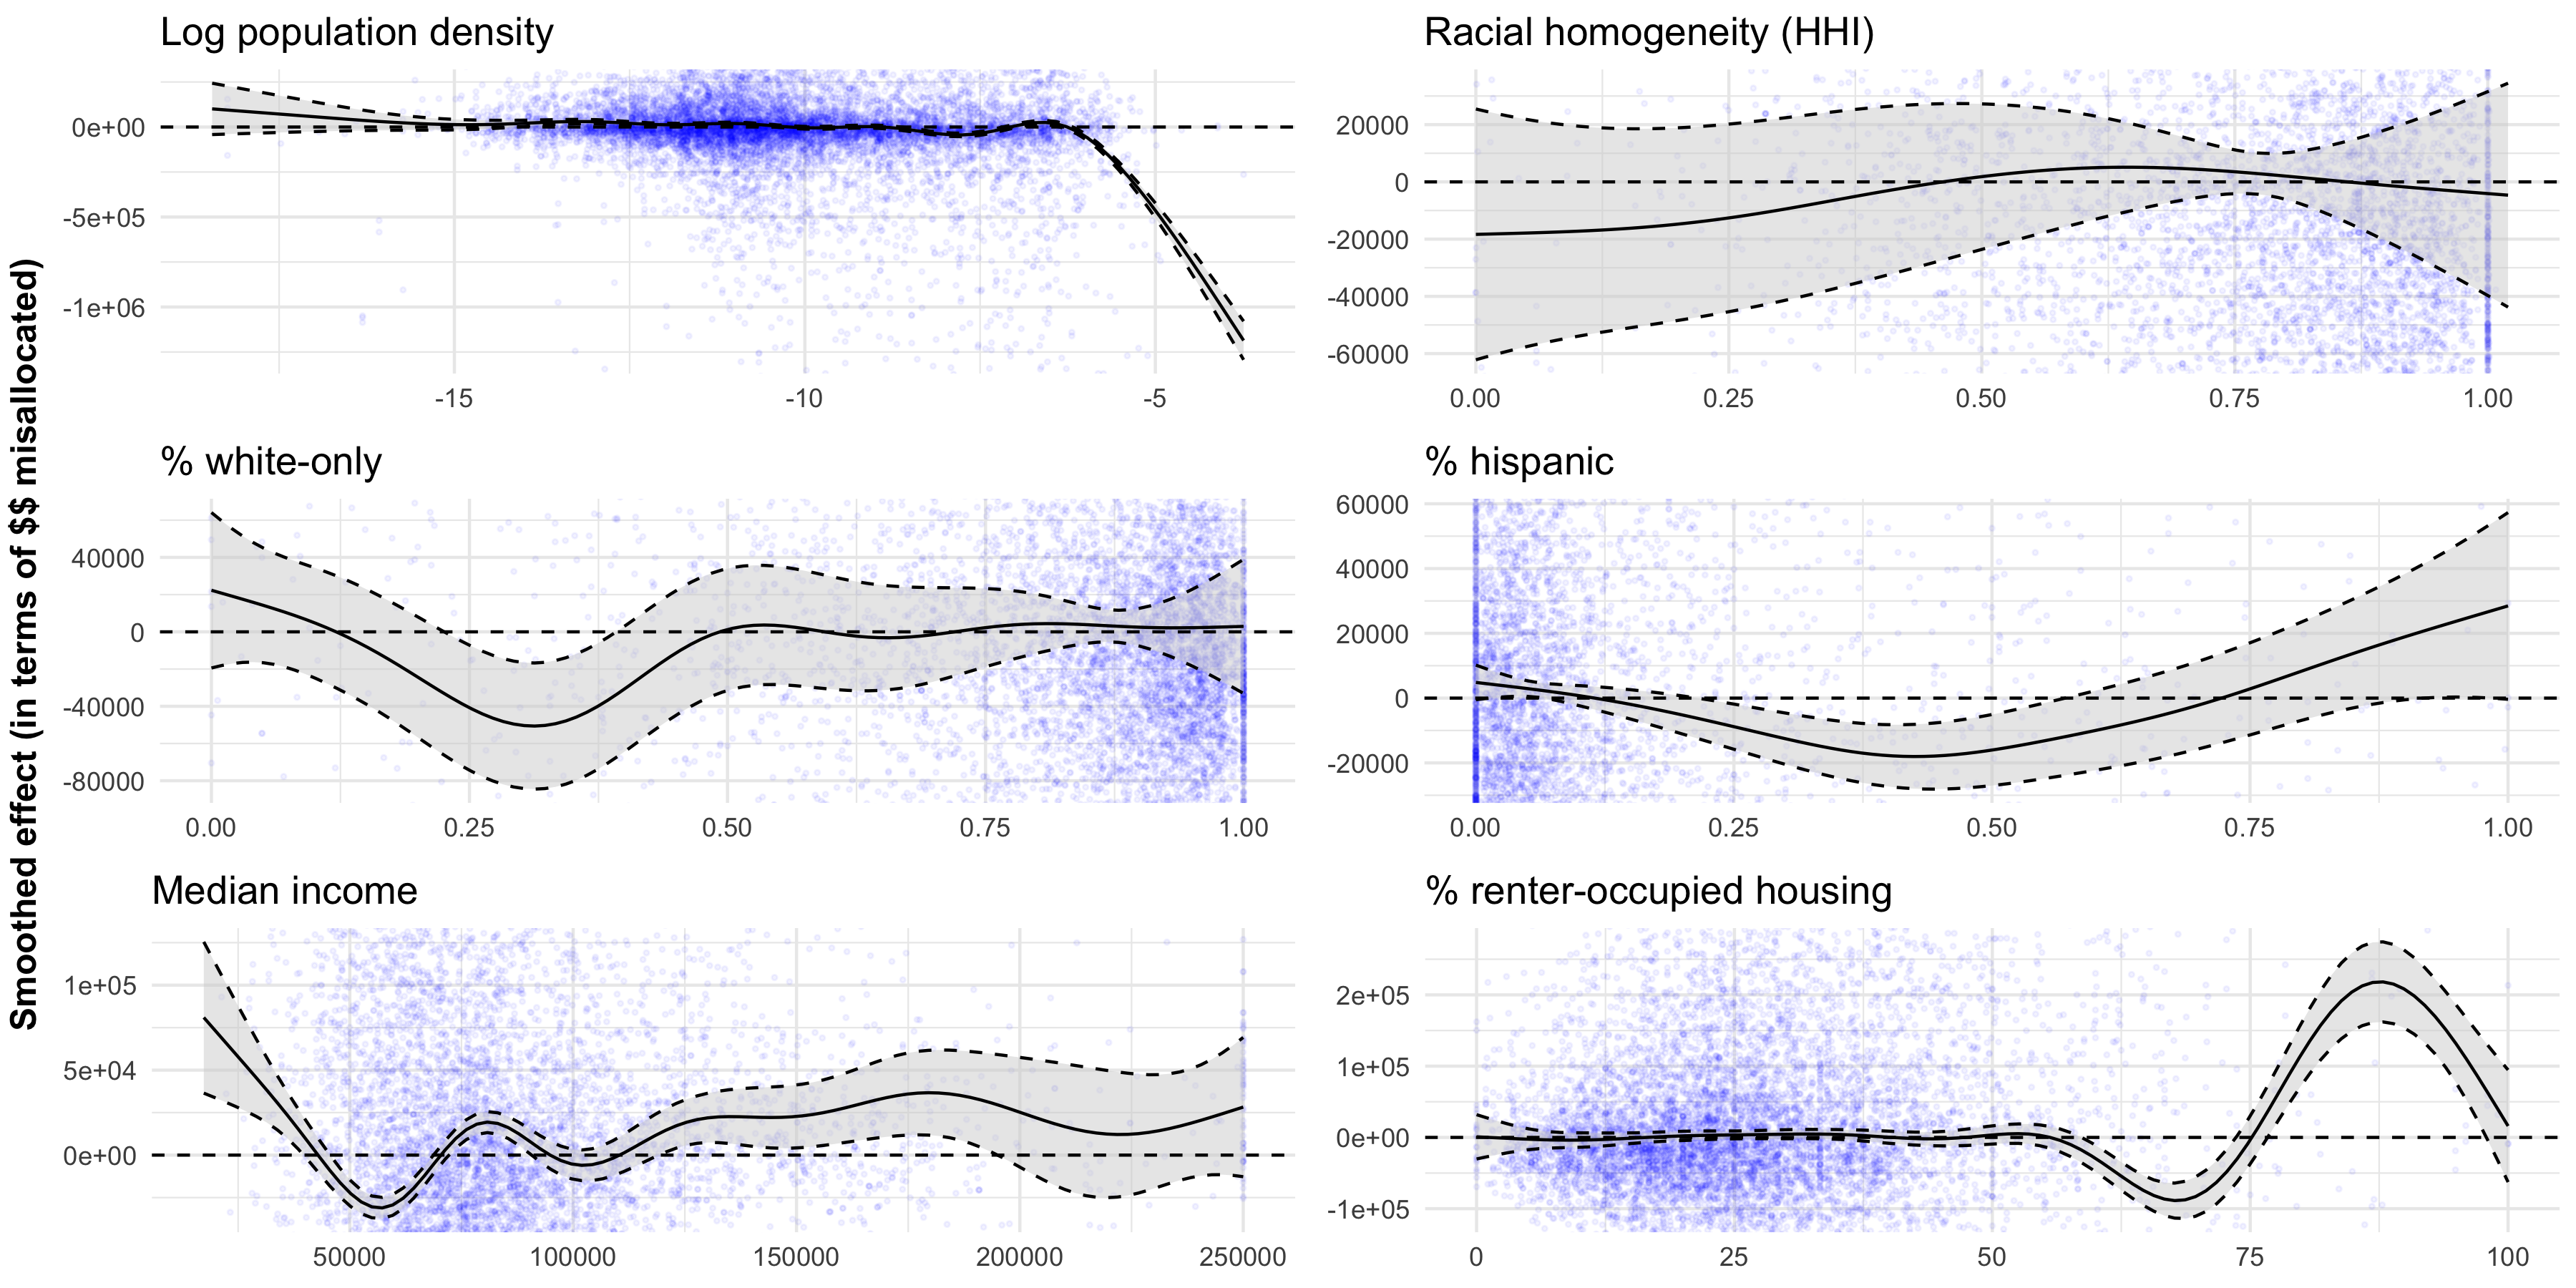 Smoothed effect (in terms of $$ misallocated)
Log population density
0e+00
-5e+05
-1e+06
-15 -10 -5
Racial homogeneity (HHI)
20000
0
-20000
-40000
-60000
0.00 0.25 0.50 0.75 1.00
% white-only
40000
0
-40000
-80000
0.00 0.25 0.50 0.75 1.00
% hispanic
60000
40000
20000
0
-20000
0.00 0.25 0.50 0.75 1.00
Median income
1e+05
5e+04
0e+00
50000 100000 150000 200000 250000
% renter-occupied housing
2e+05
1e+05
0e+00
-1e+05
0 25 50 75 100